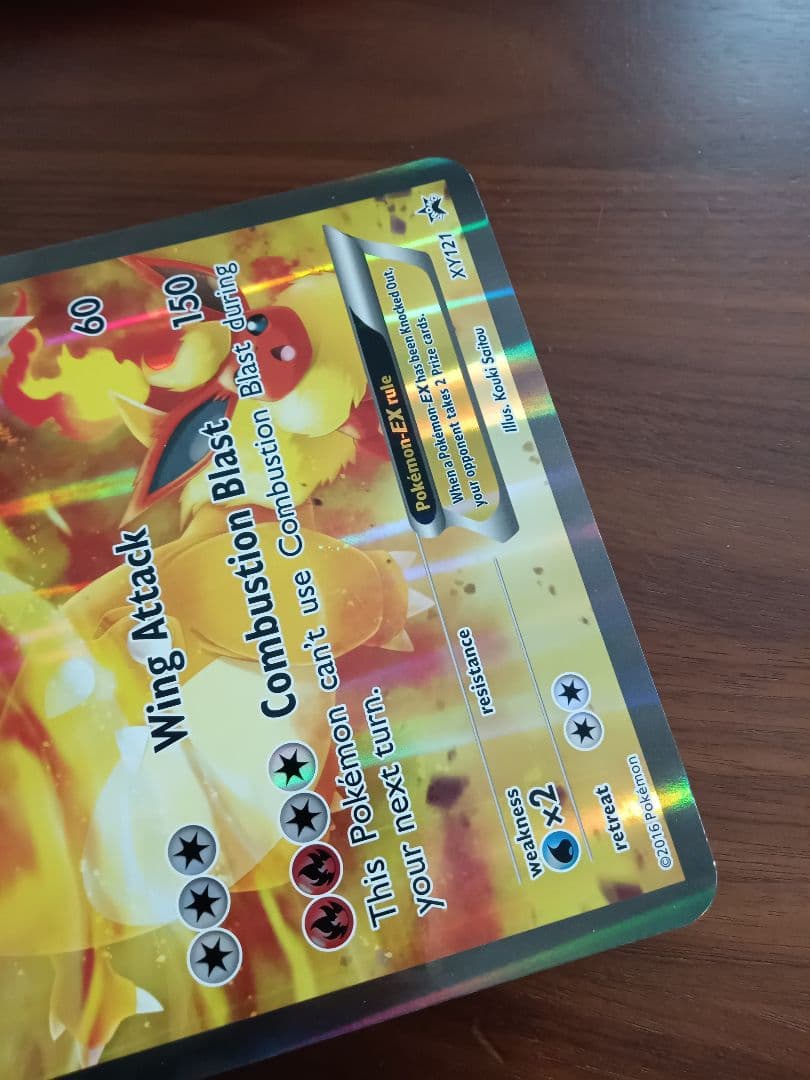 Wing Attack 60
Combustion Blast 150
This Pokémon can't use Combustion Blast during
your next turn.
Pokémon-EX rule
When a Pokémon-EX has been Knocked Out,
your opponent takes 2 Prize cards.
weakness
×2
resistance
retreat
Illus. Kouki Saitou
XY121
©2016 Pokémon